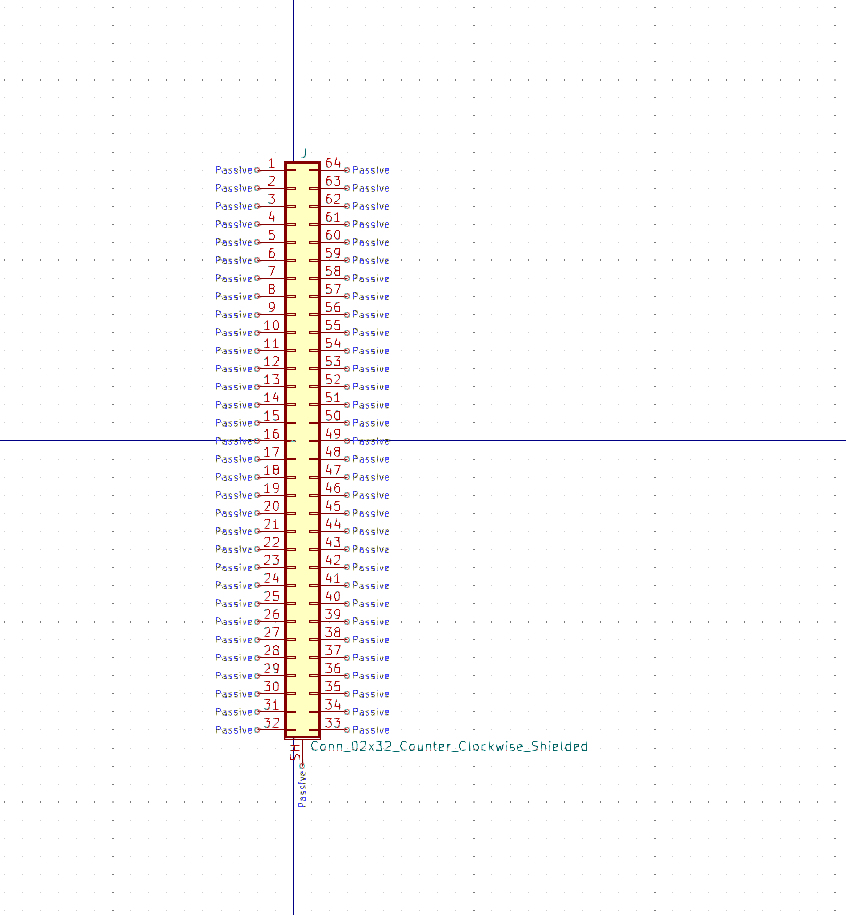 J
Passive 1 64 Passive
Passive 2 63 Passive
Passive 3 62 Passive
Passive 4 61 Passive
Passive 5 60 Passive
Passive 6 59 Passive
Passive 7 58 Passive
Passive 8 57 Passive
Passive 9 56 Passive
Passive 10 55 Passive
Passive 11 54 Passive
Passive 12 53 Passive
Passive 13 52 Passive
Passive 14 51 Passive
Passive 15 50 Passive
Passive 16 49 Passive
Passive 17 48 Passive
Passive 18 47 Passive
Passive 19 46 Passive
Passive 20 45 Passive
Passive 21 44 Passive
Passive 22 43 Passive
Passive 23 42 Passive
Passive 24 41 Passive
Passive 25 40 Passive
Passive 26 39 Passive
Passive 27 38 Passive
Passive 28 37 Passive
Passive 29 36 Passive
Passive 30 35 Passive
Passive 31 34 Passive
Passive 32 33 Passive
SH
Conn_02x32_Counter_Clockwise_Shielded
Passive